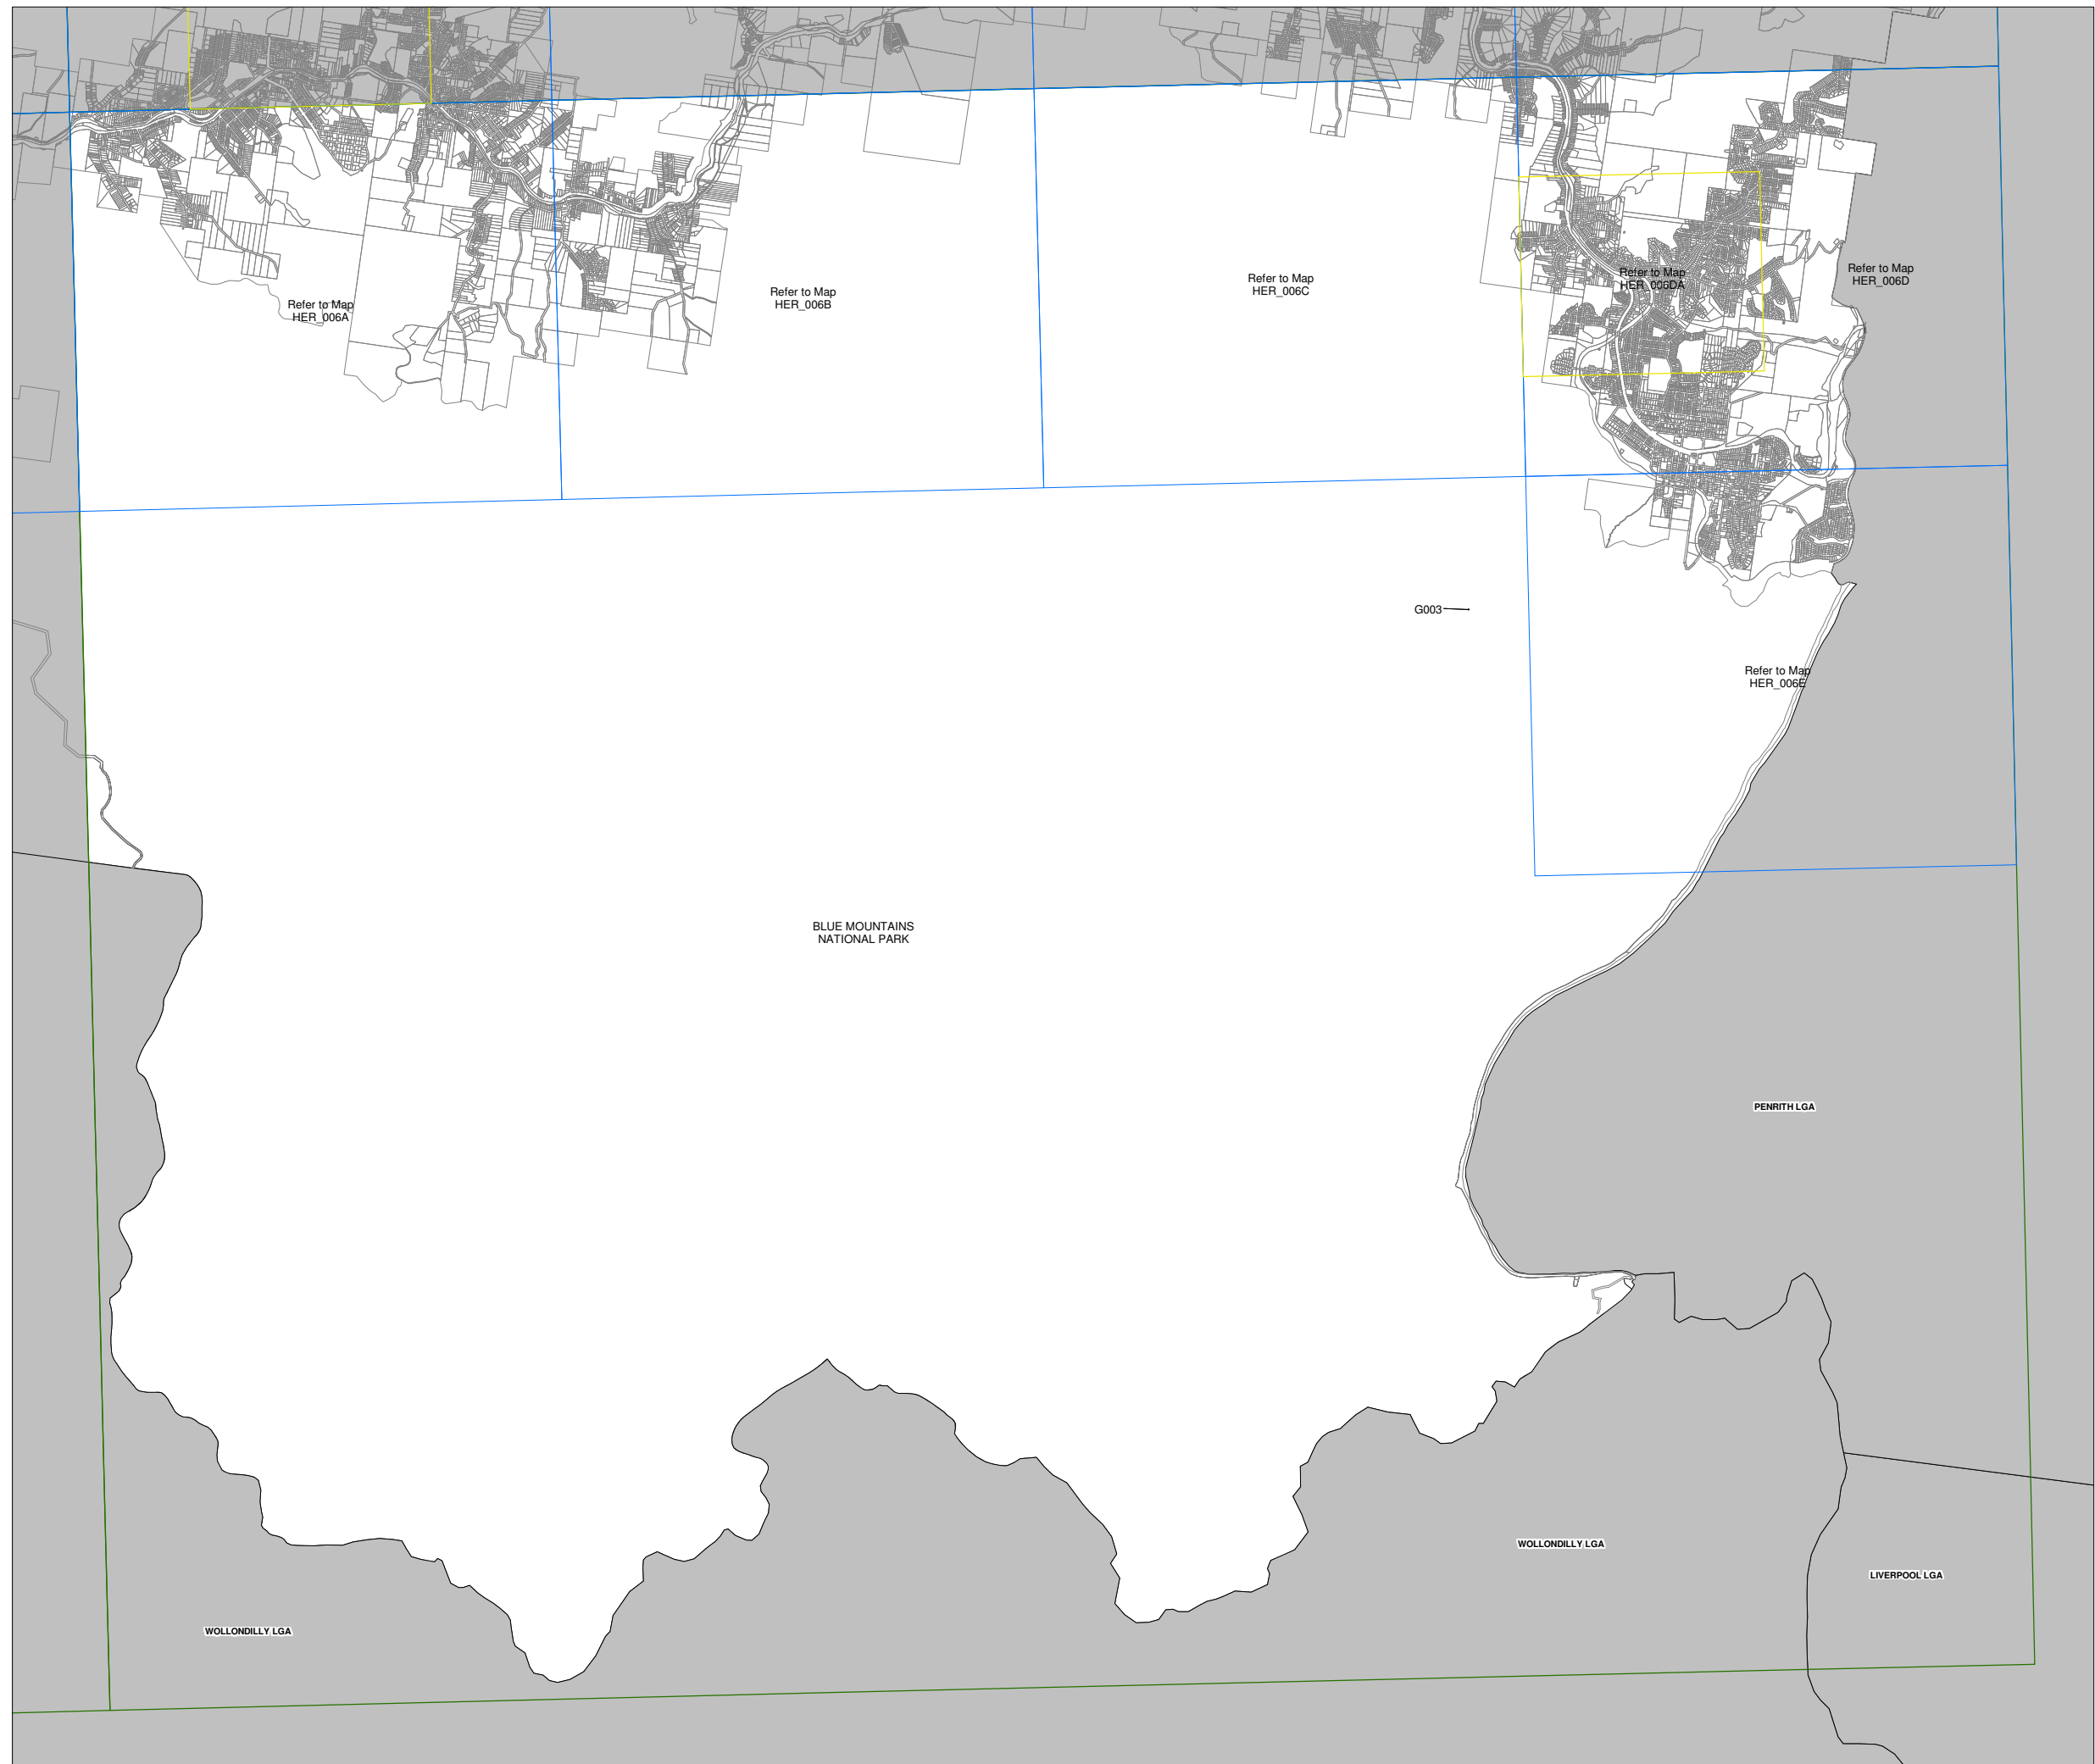 Refer to Map
HER_006D
Refer to Map
HER_006DA
Refer to Map
HER_006C
Refer to Map
HER_006B
Refer to Map
HER_006A
G003
Refer to Map
HER_006E
BLUE MOUNTAINS
NATIONAL PARK
PENRITH LGA
WOLLONDILLY LGA
LIVERPOOL LGA
WOLLONDILLY LGA